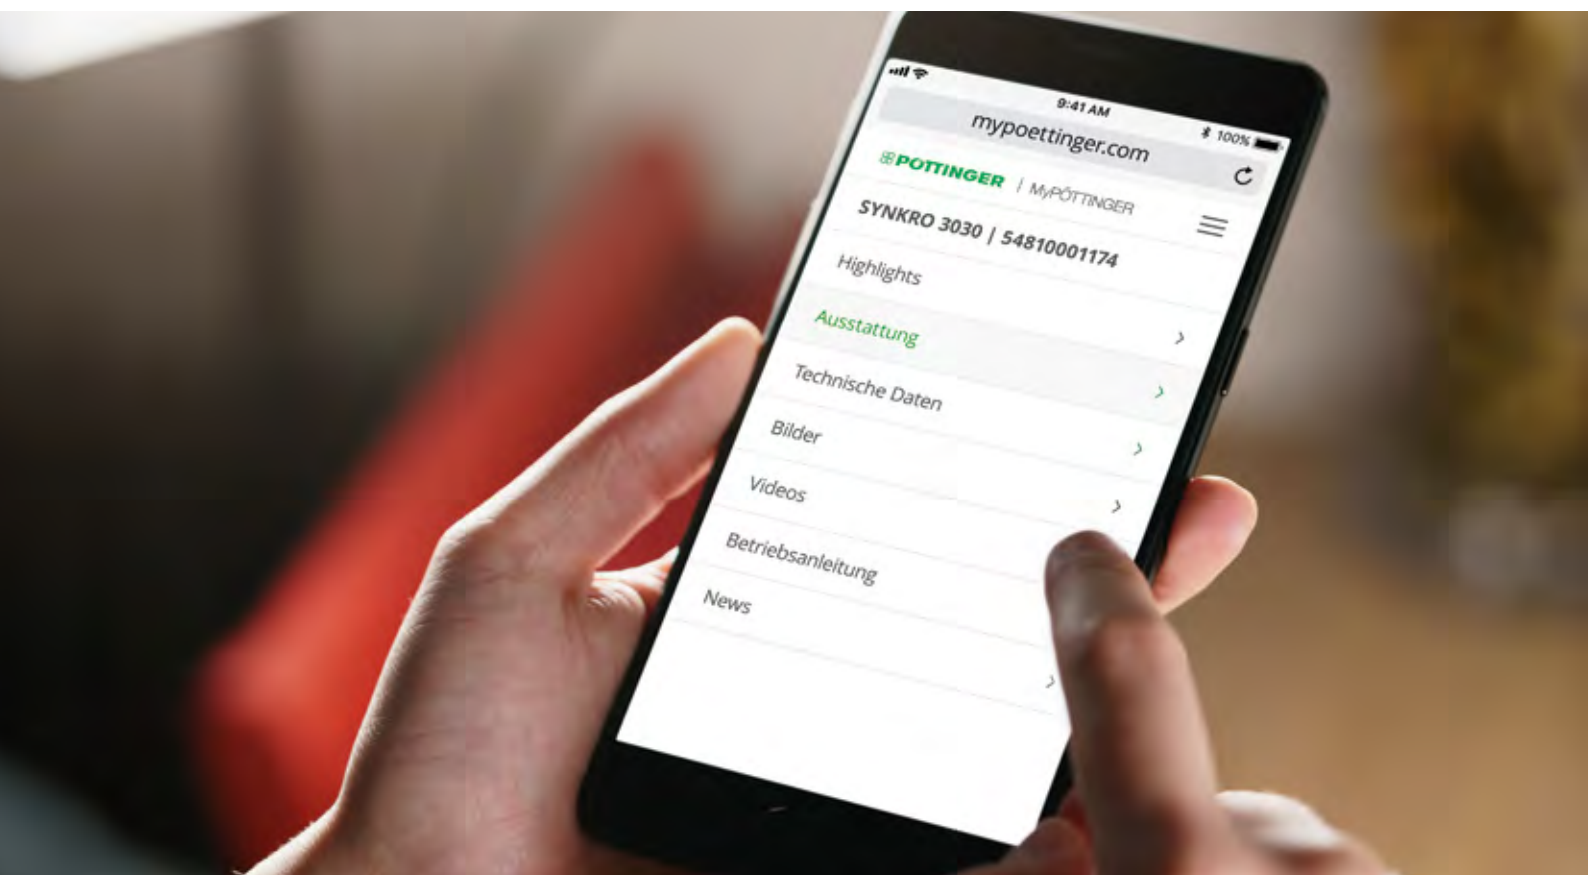 9:41 AM
100%
mypoettinger.com
PÖTTINGER | MyPÖTTINGER
SYNKRO 3030 | 54810001174
Highlights
Ausstattung
Technische Daten
Bilder
Videos
Betriebsanleitung
News